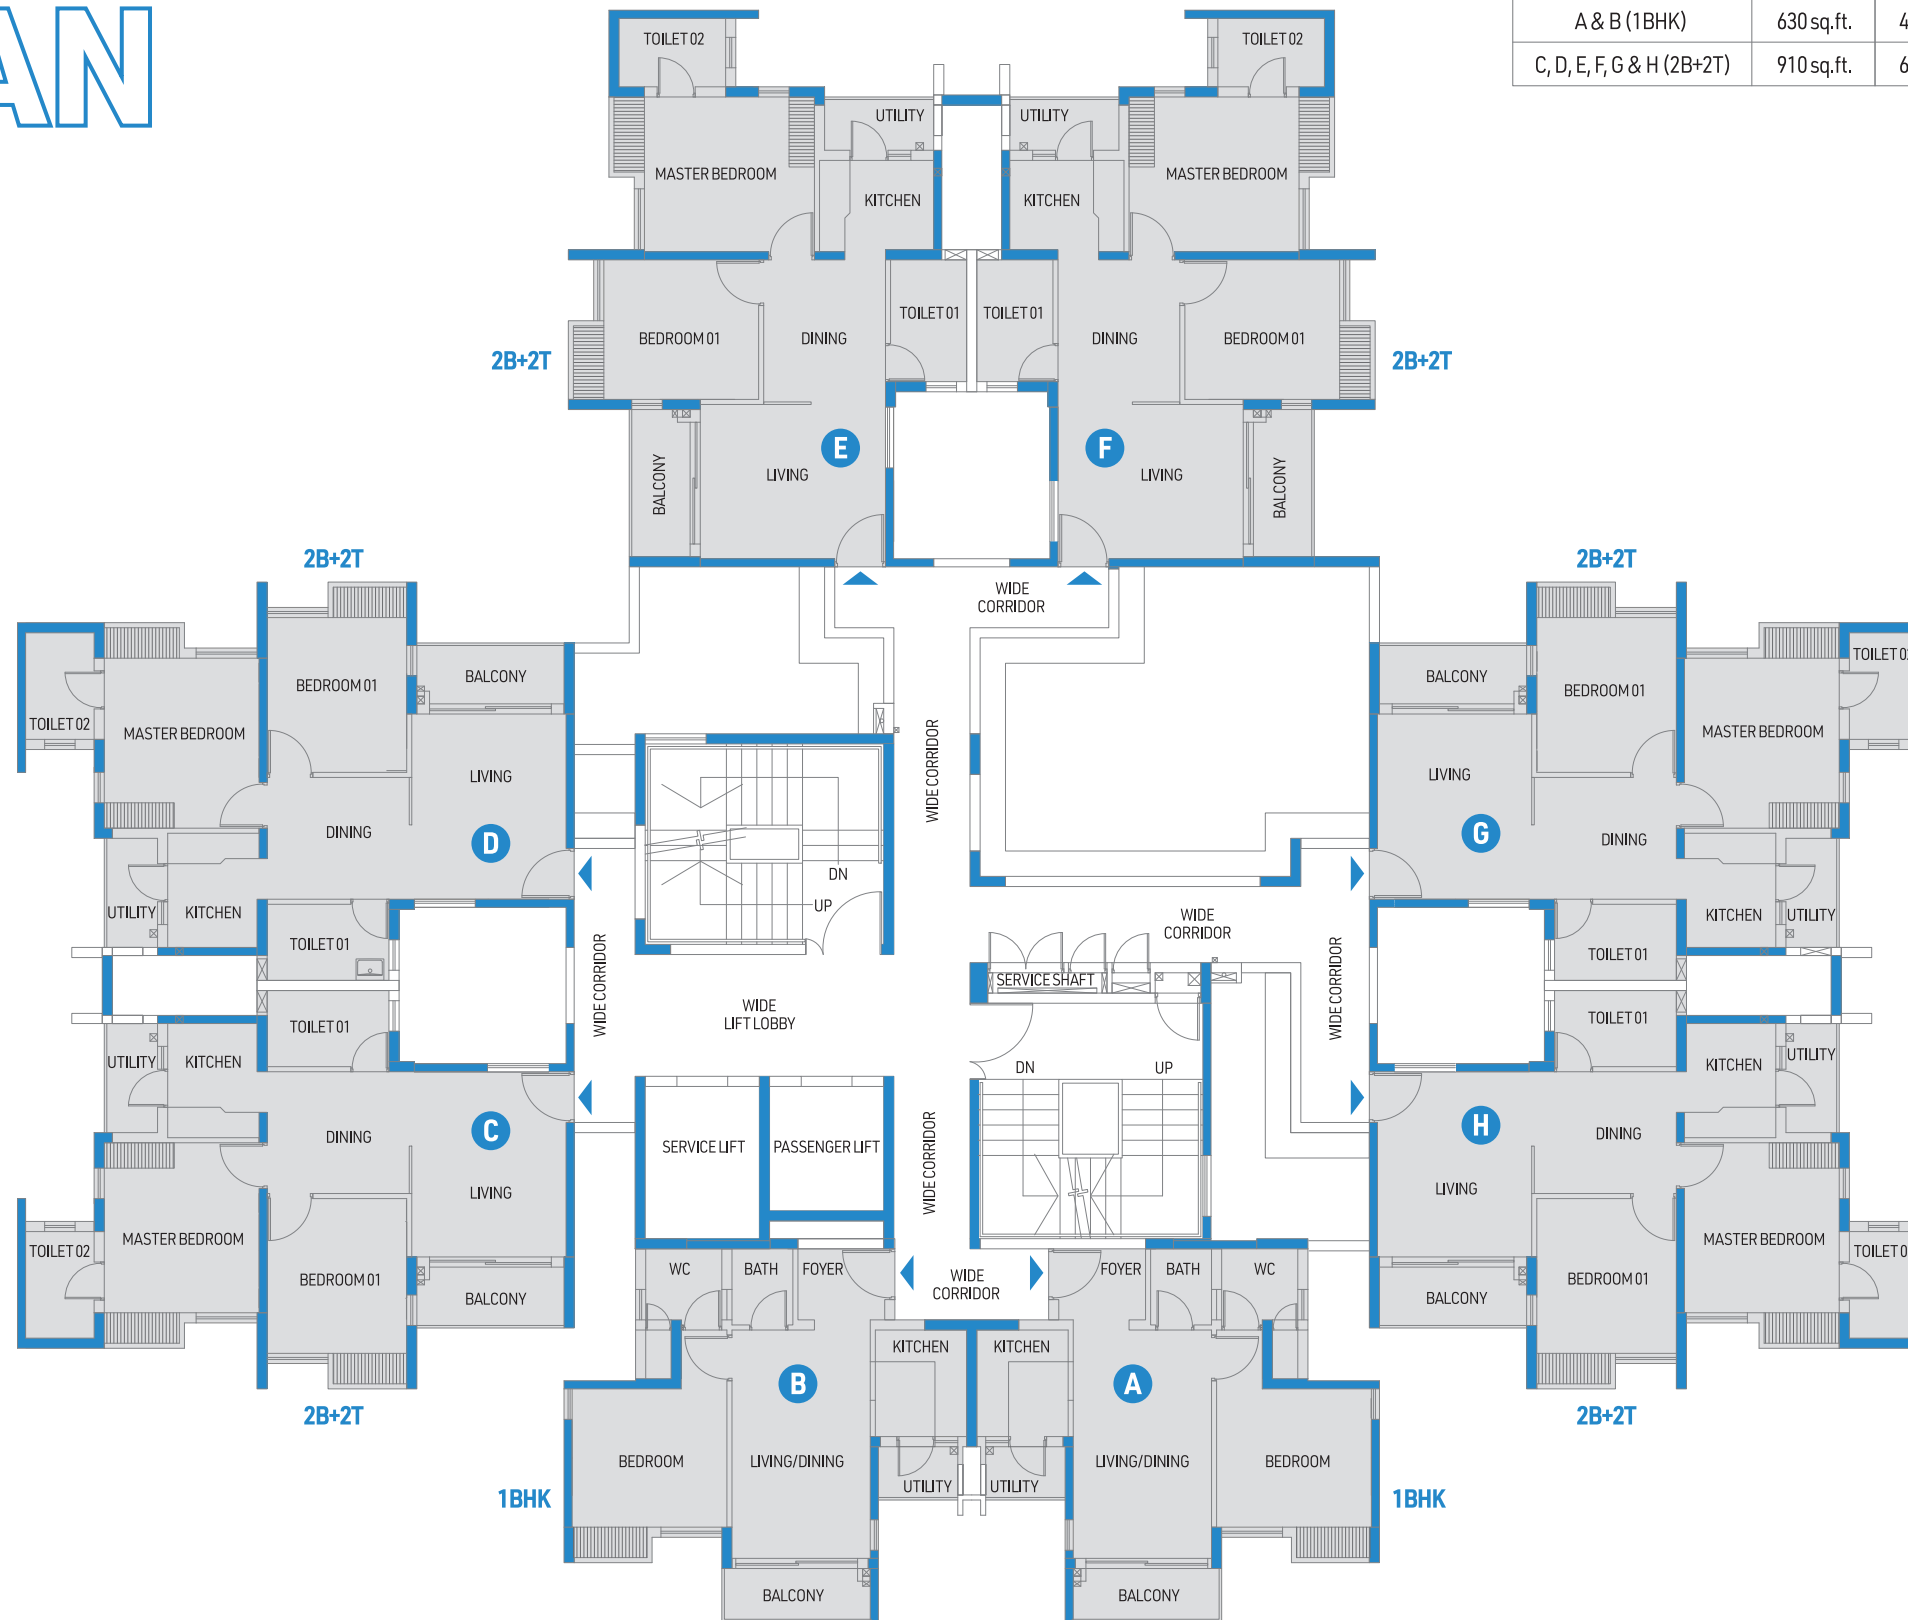 AN
A & B (1BHK) 630 sq.ft. 4
C, D, E, F, G & H (2B+2T) 910 sq.ft. 6
TOILET 02
TOILET 02
UTILITY
UTILITY
MASTER BEDROOM
MASTER BEDROOM
KITCHEN
KITCHEN
TOILET 01
TOILET 01
BEDROOM 01
DINING
DINING
BEDROOM 01
2B+2T
2B+2T
E
F
LIVING
LIVING
BALCONY
BALCONY
2B+2T
2B+2T
WIDE
CORRIDOR
BALCONY
BALCONY
BEDROOM 01
BEDROOM 01
TOILET 02
TOILET 0
MASTER BEDROOM
MASTER BEDROOM
LIVING
LIVING
WIDE CORRIDOR
DINING
DINING
D
G
DN
UP
UTILITY
KITCHEN
KITCHEN
UTILITY
WIDE
CORRIDOR
TOILET 01
TOILET 01
WIDE CORRIDOR
WIDE CORRIDOR
SERVICE SHAFT
WIDE
LIFT LOBBY
TOILET 01
TOILET 01
UTILITY
KITCHEN
KITCHEN
UTILITY
DN
UP
C
H
DINING
DINING
SERVICE LIFT
PASSENGER LIFT
WIDE CORRIDOR
LIVING
LIVING
MASTER BEDROOM
MASTER BEDROOM
TOILET 02
TOILET 0
BEDROOM 01
BEDROOM 01
BALCONY
BALCONY
WC
BATH
FOYER
WIDE
CORRIDOR
FOYER
BATH
WC
KITCHEN
KITCHEN
B
A
2B+2T
2B+2T
BEDROOM
LIVING/DINING
LIVING/DINING
BEDROOM
UTILITY
UTILITY
1BHK
1BHK
BALCONY
BALCONY